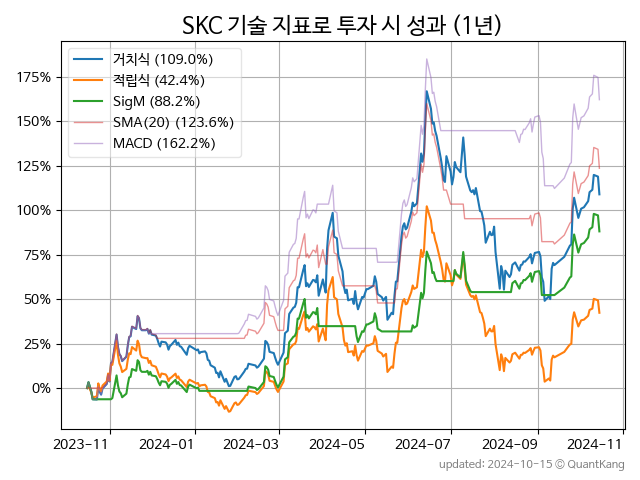 SKC 기술 지표로 투자 시 성과 (1년)
거치식 (109.0%)
적립식 (42.4%)
SigM (88.2%)
SMA(20) (123.6%)
MACD (162.2%)
175%
150%
125%
100%
75%
50%
25%
0%
2023-11 2024-01 2024-03 2024-05 2024-07 2024-09 2024-11
updated: 2024-10-15 © QuantKang